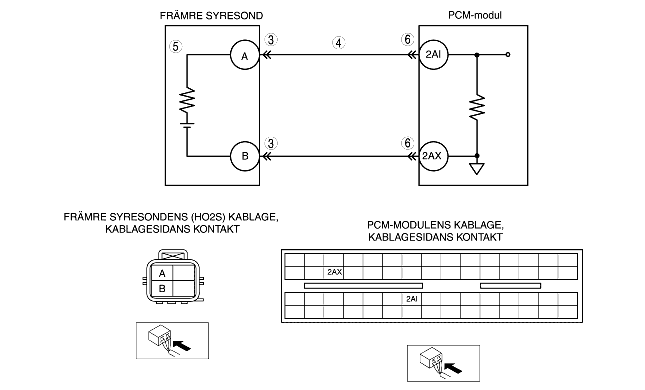 FRÄMRE SYRESOND
PCM-modul
5
A
3
4
6
2AI
B
3
6
2AX
FRÄMRE SYRESONDENS (HO2S) KABLAGE,
KABLAGESIDANS KONTAKT
PCM-MODULENS KABLAGE,
KABLAGESIDANS KONTAKT
A
B
2AX
2AI